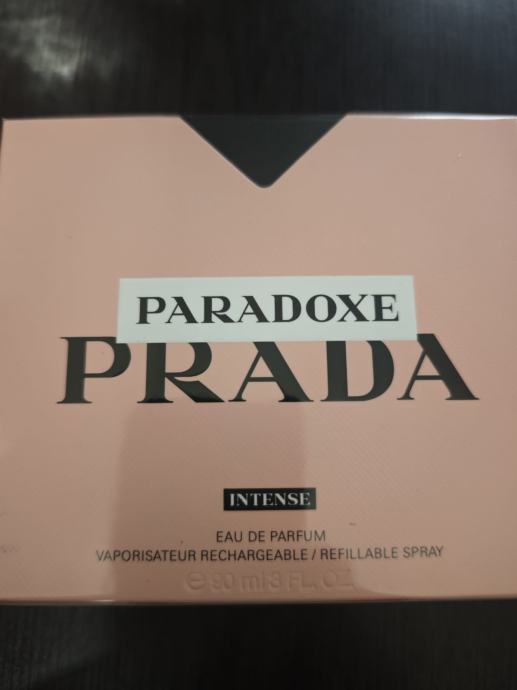 PARADOXE
PRADA
INTENSE
EAU DE PARFUM
VAPORISATEUR RECHARGEABLE / REFILLABLE SPRAY
℮ 90 ml 3 FL. OZ